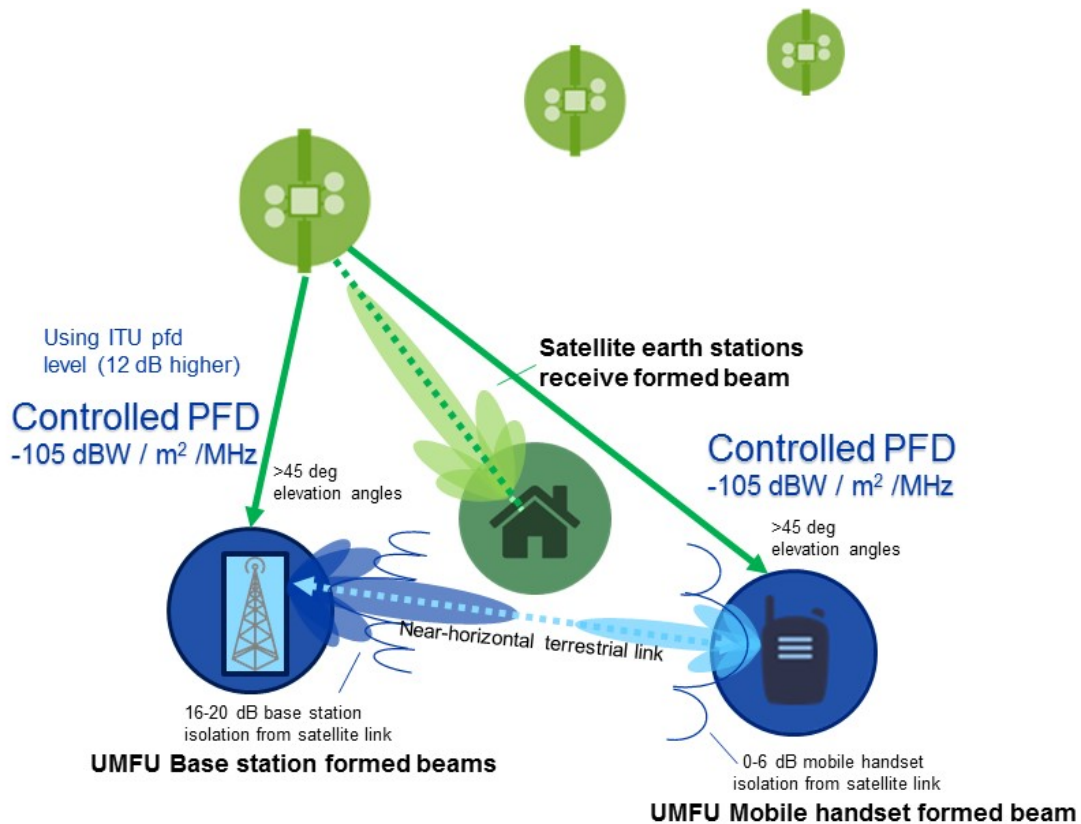 Using ITU pfd
level (12 dB higher)
Controlled PFD
-105 dBW / m² /MHz
>45 deg
elevation angles
Satellite earth stations
receive formed beam
Controlled PFD
-105 dBW / m² /MHz
>45 deg
elevation angles
Near-horizontal terrestrial link
16-20 dB base station
isolation from satellite link
UMFU Base station formed beams
0-6 dB mobile handset
isolation from satellite link
UMFU Mobile handset formed beam